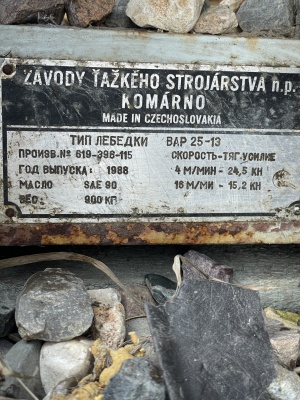 ZÁVODY ŤAŽKÉHO STROJÁRSTVA n.p.
KOMÁRNO
MADE IN CZECHOSLOVAKIA
ТИП ЛЕБЕДКИ ВАР 25-13
ПРОИЗВ.№ 619-396-115 СКОРОСТЬ-ТЯГ.УСИЛИЕ
ГОД ВЫПУСКА: 1988 4 М/МИН - 24,5 КН
МАСЛО SAE 90 16 М/МИ - 15,2 КН
ВЕС: 900 КГ